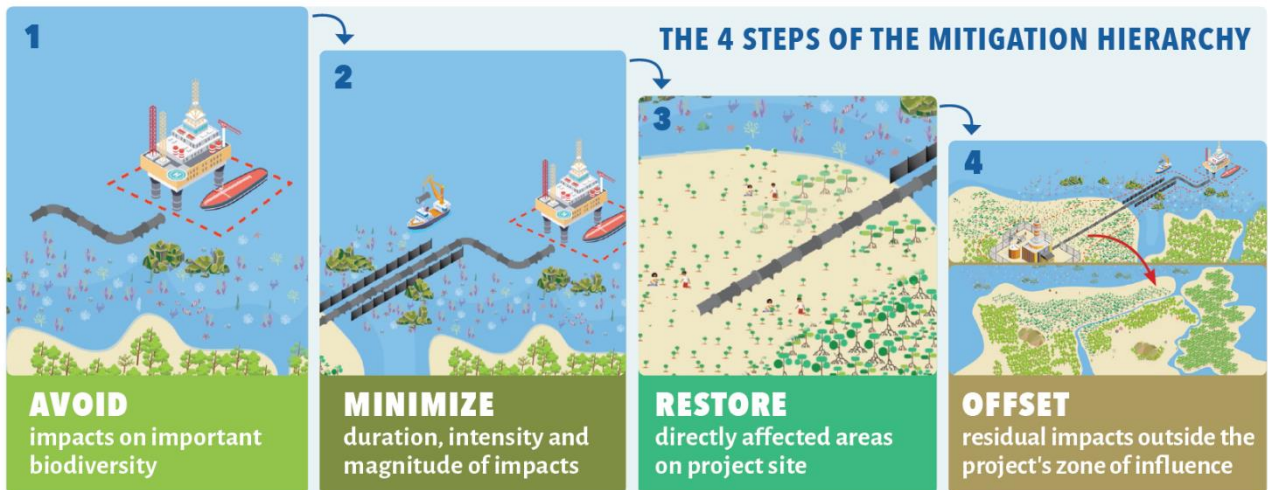 THE 4 STEPS OF THE MITIGATION HIERARCHY
1
AVOID
impacts on important
biodiversity
2
MINIMIZE
duration, intensity and
magnitude of impacts
3
RESTORE
directly affected areas
on project site
4
OFFSET
residual impacts outside the
project's zone of influence